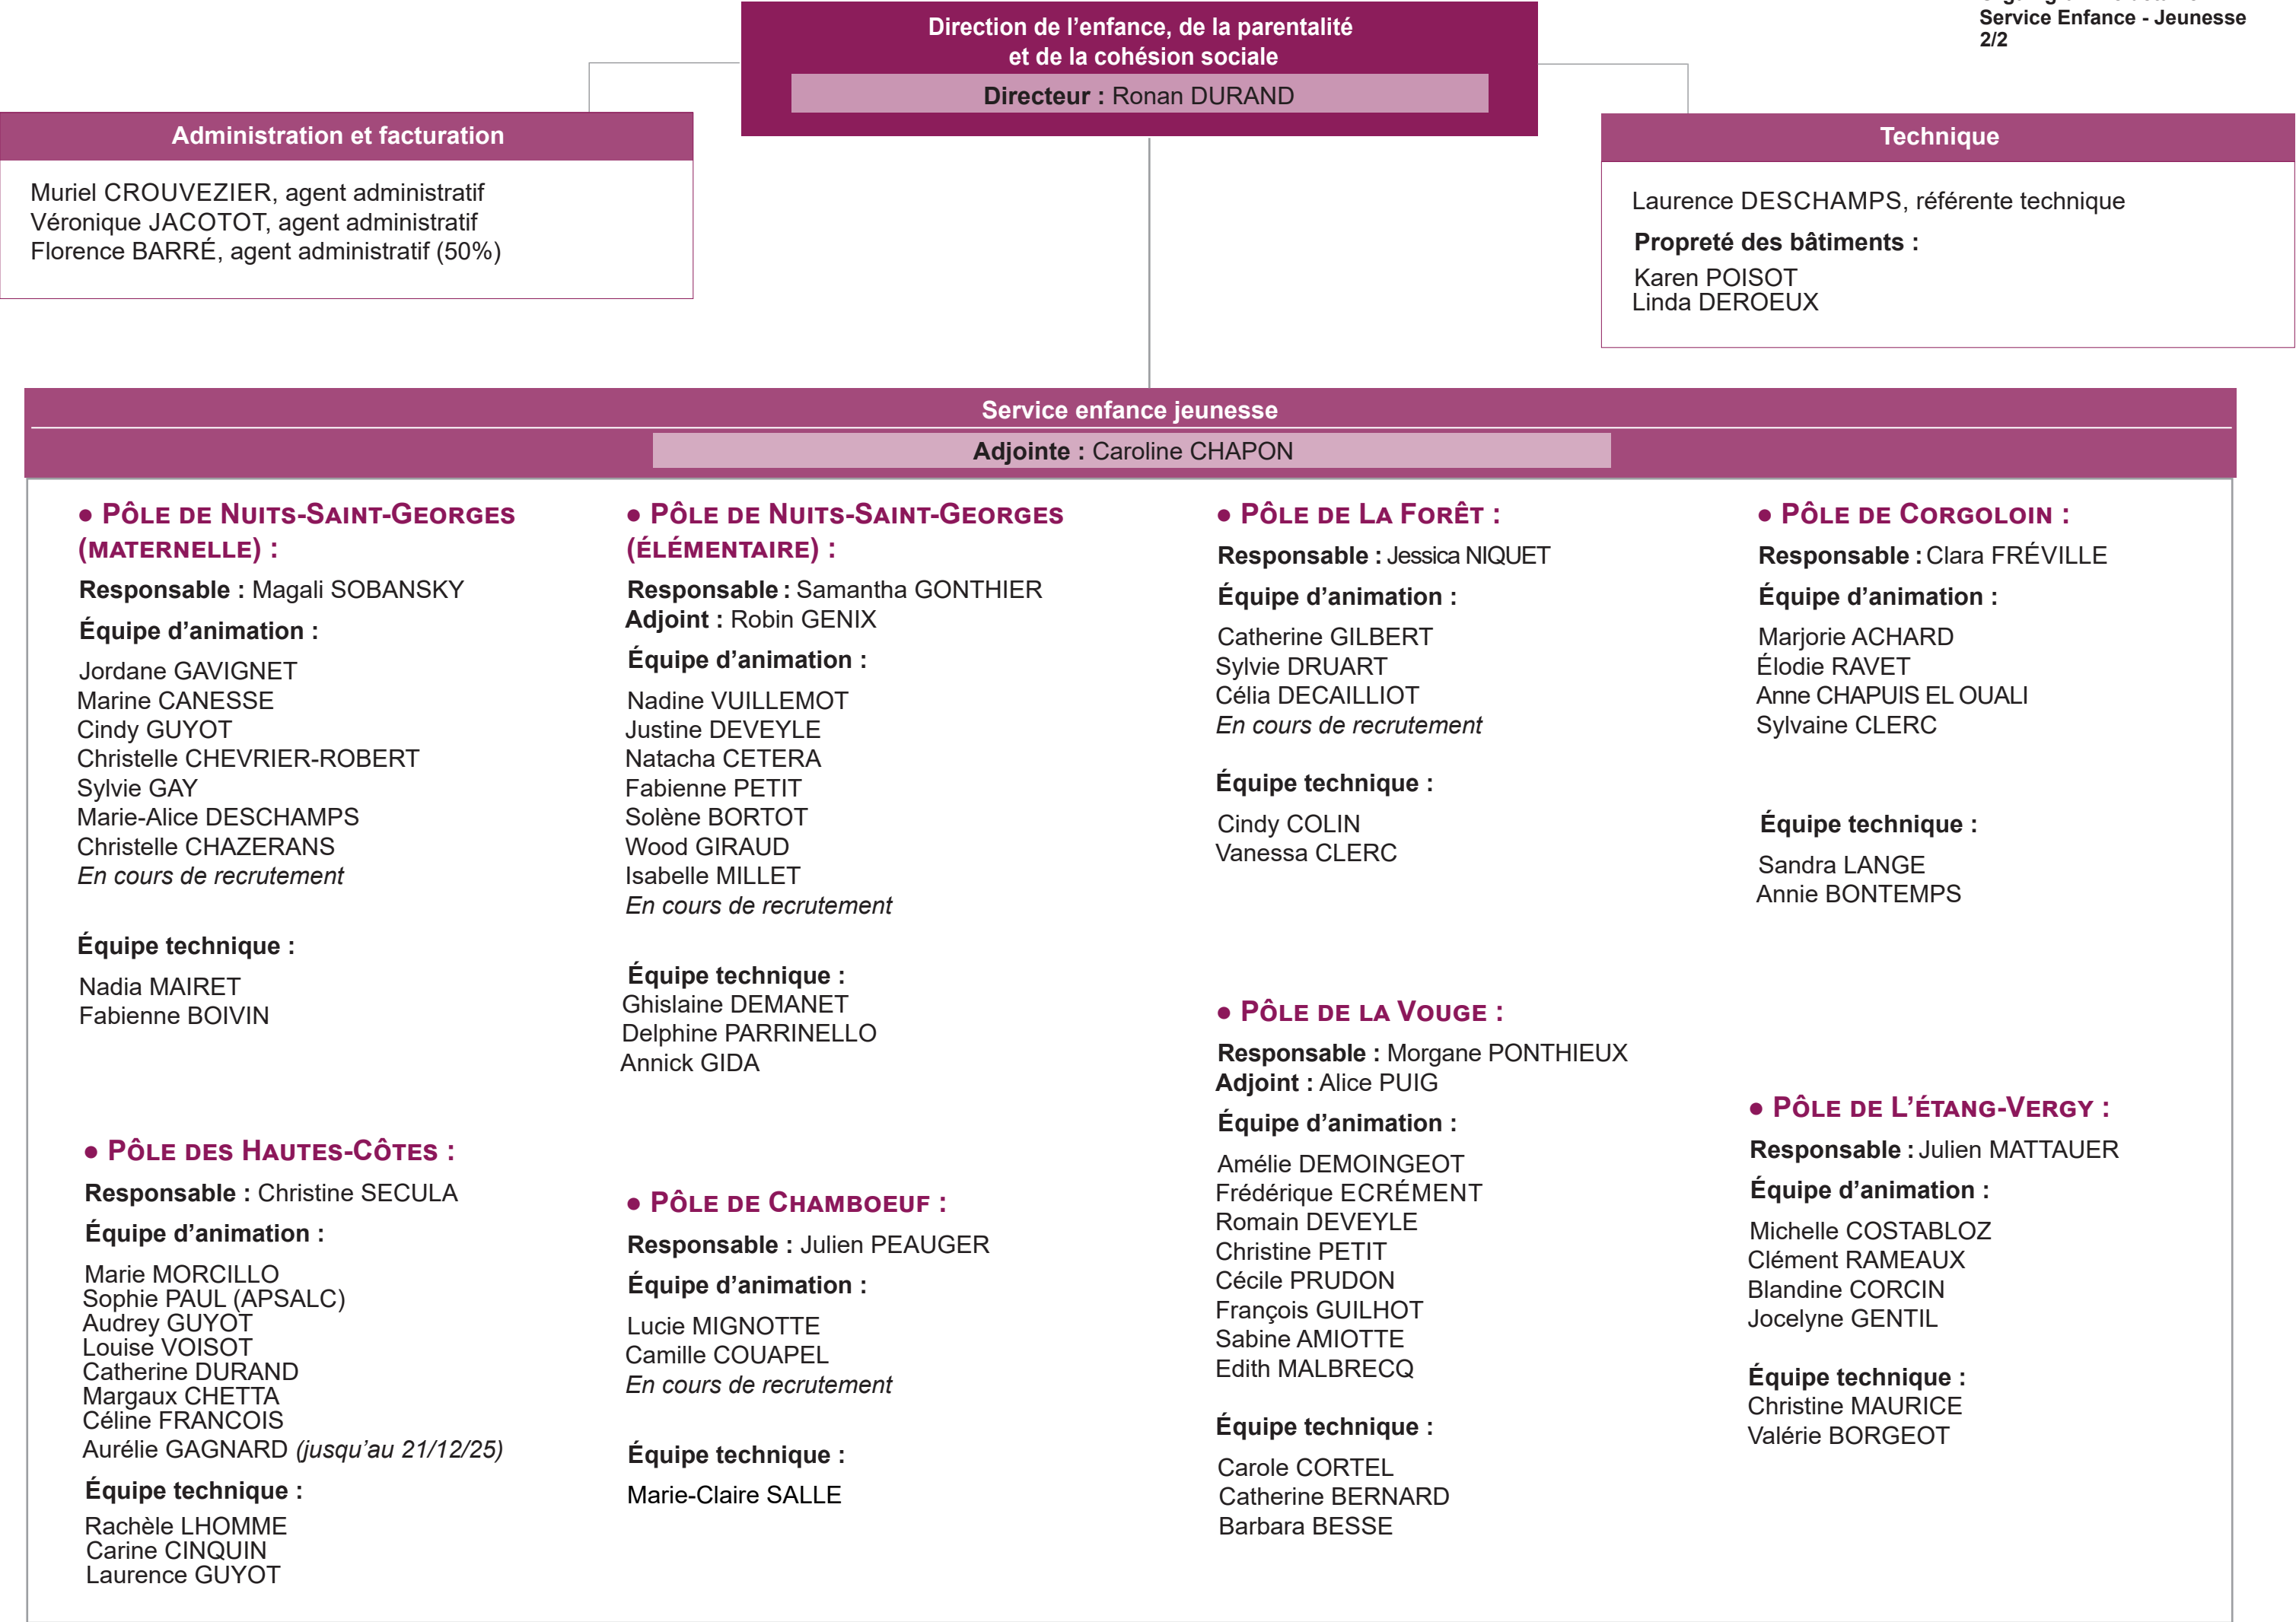 Service Enfance - Jeunesse
2/2
Direction de l’enfance, de la parentalité
et de la cohésion sociale
Directeur : Ronan DURAND
Administration et facturation
Muriel CROUVEZIER, agent administratif
Véronique JACOTOT, agent administratif
Florence BARRÉ, agent administratif (50%)
Technique
Laurence DESCHAMPS, référente technique
Propreté des bâtiments :
Karen POISOT
Linda DEROEUX
Service enfance jeunesse
Adjointe : Caroline CHAPON
● Pôle de Nuits-Saint-Georges
(maternelle) :
Responsable : Magali SOBANSKY
Équipe d’animation :
Jordane GAVIGNET
Marine CANESSE
Cindy GUYOT
Christelle CHEVRIER-ROBERT
Sylvie GAY
Marie-Alice DESCHAMPS
Christelle CHAZERANS
En cours de recrutement
Équipe technique :
Nadia MAIRET
Fabienne BOIVIN
● Pôle des Hautes-Côtes :
Responsable : Christine SECULA
Équipe d’animation :
Marie MORCILLO
Sophie PAUL (APSALC)
Audrey GUYOT
Louise VOISOT
Catherine DURAND
Margaux CHETTA
Céline FRANCOIS
Aurélie GAGNARD (jusqu’au 21/12/25)
Équipe technique :
Rachèle LHOMME
Carine CINQUIN
Laurence GUYOT
● Pôle de Nuits-Saint-Georges
(élémentaire) :
Responsable : Samantha GONTHIER
Adjoint : Robin GENIX
Équipe d’animation :
Nadine VUILLEMOT
Justine DEVEYLE
Natacha CETERA
Fabienne PETIT
Solène BORTOT
Wood GIRAUD
Isabelle MILLET
En cours de recrutement
Équipe technique :
Ghislaine DEMANET
Delphine PARRINELLO
Annick GIDA
● Pôle de Chamboeuf :
Responsable : Julien PEAUGER
Équipe d’animation :
Lucie MIGNOTTE
Camille COUAPEL
En cours de recrutement
Équipe technique :
Marie-Claire SALLE
● Pôle de La Forêt :
Responsable : Jessica NIQUET
Équipe d’animation :
Catherine GILBERT
Sylvie DRUART
Célia DECAILLIOT
En cours de recrutement
Équipe technique :
Cindy COLIN
Vanessa CLERC
● Pôle de la Vouge :
Responsable : Morgane PONTHIEUX
Adjoint : Alice PUIG
Équipe d’animation :
Amélie DEMOINGEOT
Frédérique ECRÉMENT
Romain DEVEYLE
Christine PETIT
Cécile PRUDON
François GUILHOT
Sabine AMIOTTE
Edith MALBRECQ
Équipe technique :
Carole CORTEL
Catherine BERNARD
Barbara BESSE
● Pôle de Corgoloin :
Responsable : Clara FRÉVILLE
Équipe d’animation :
Marjorie ACHARD
Élodie RAVET
Anne CHAPUIS EL OUALI
Sylvaine CLERC
Équipe technique :
Sandra LANGE
Annie BONTEMPS
● Pôle de L’étang-Vergy :
Responsable : Julien MATTAUER
Équipe d’animation :
Michelle COSTABLOZ
Clément RAMEAUX
Blandine CORCIN
Jocelyne GENTIL
Équipe technique :
Christine MAURICE
Valérie BORGEOT